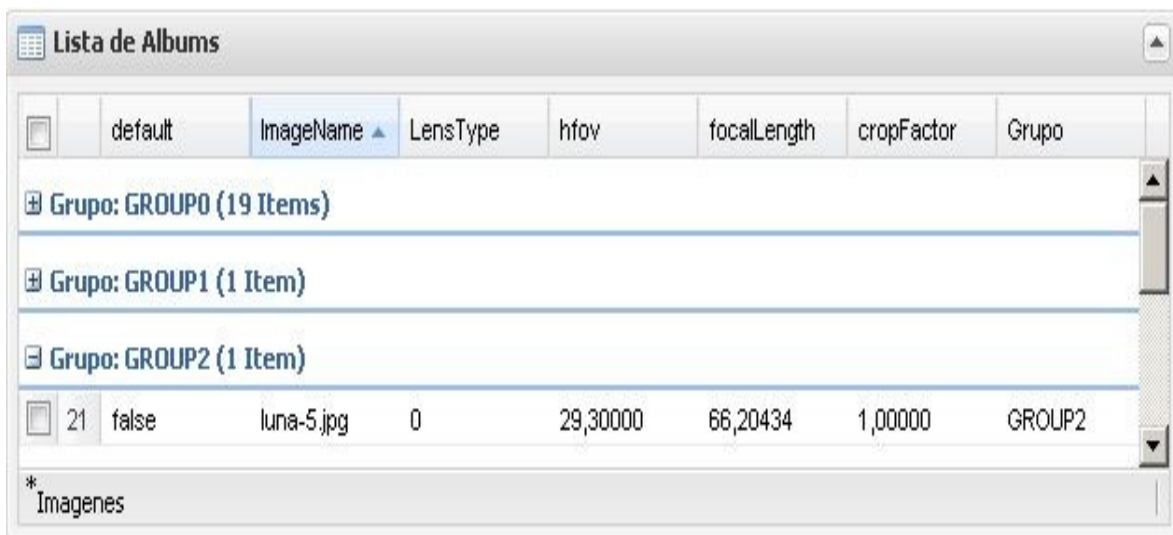 Lista de Albums
default ImageName LensType hfov focalLength cropFactor Grupo
Grupo: GROUP0 (19 Items)
Grupo: GROUP1 (1 Item)
Grupo: GROUP2 (1 Item)
21 false luna-5.jpg 0 29,30000 66,20434 1,00000 GROUP2
*Imagenes